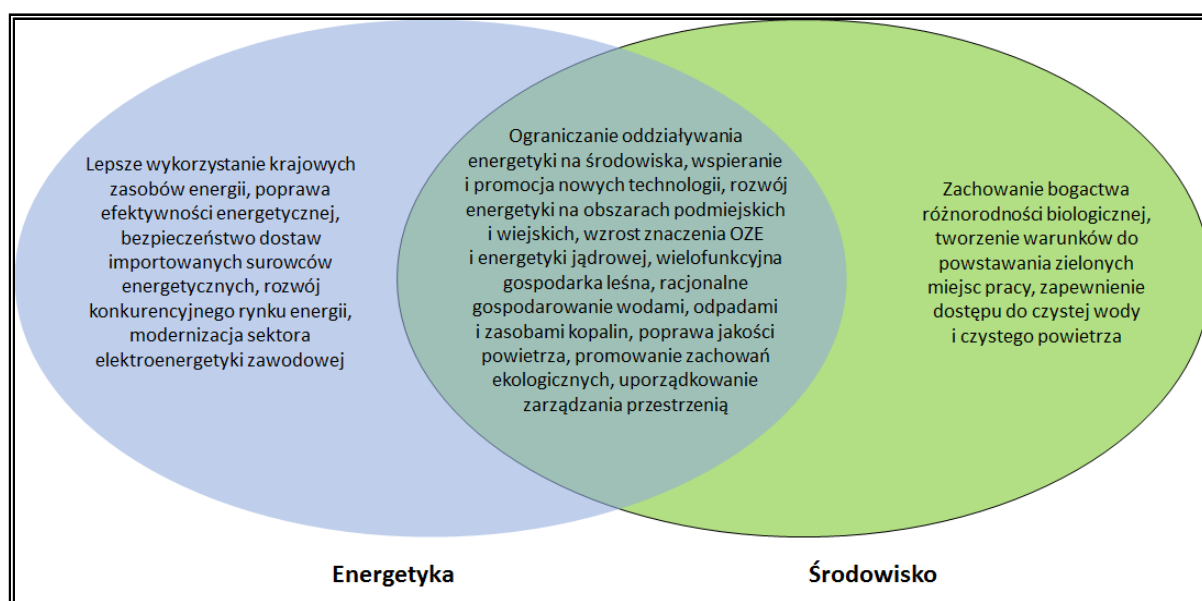 Lepsze wykorzystanie krajowych
zasobów energii, poprawa
efektywności energetycznej,
bezpieczeństwo dostaw
importowanych surowców
energetycznych, rozwój
konkurencyjnego rynku energii,
modernizacja sektora
elektroenergetyki zawodowej
Ograniczanie oddziaływania
energetyki na środowiska, wspieranie
i promocja nowych technologii, rozwój
energetyki na obszarach podmiejskich
i wiejskich, wzrost znaczenia OZE
i energetyki jądrowej, wielofunkcyjna
gospodarka leśna, racjonalne
gospodarowanie wodami, odpadami
i zasobami kopalin, poprawa jakości
powietrza, promowanie zachowań
ekologicznych, uporządkowanie
zarządzania przestrzenią
Zachowanie bogactwa
różnorodności biologicznej,
tworzenie warunków do
powstawania zielonych
miejsc pracy, zapewnienie
dostępu do czystej wody
i czystego powietrza
Energetyka
Środowisko